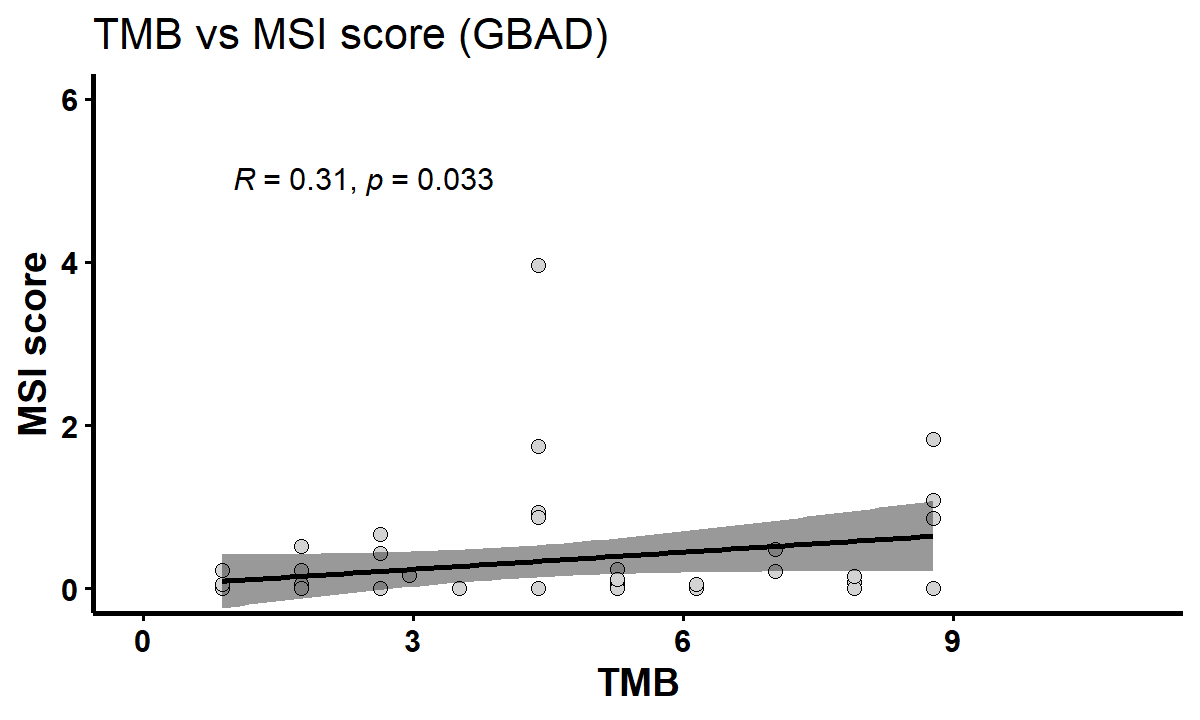 TMB vs MSI score (GBAD)
6
R = 0.31, p = 0.033
4
MSI score
2
0
0 3 6 9
TMB